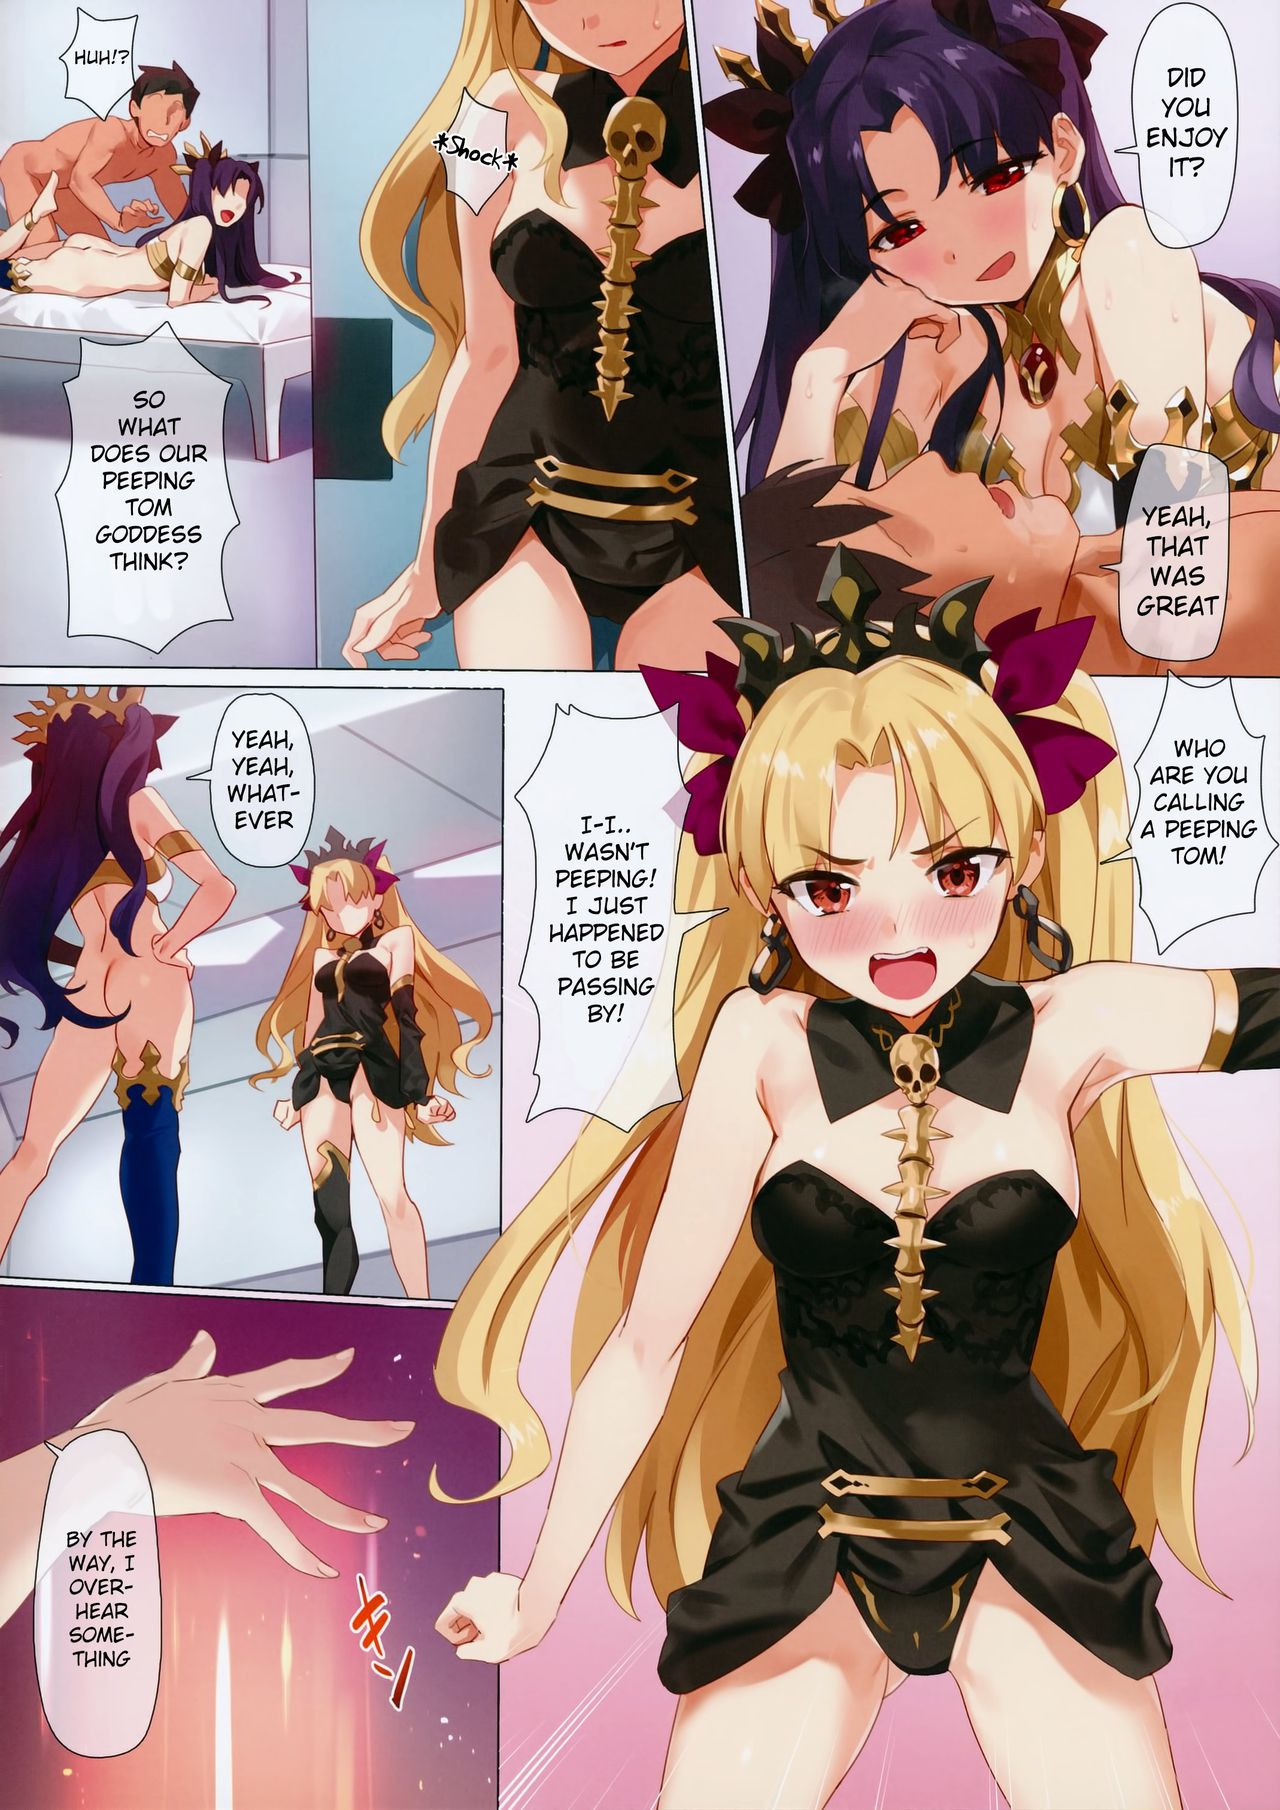 DID
YOU
ENJOY
IT?
YEAH,
THAT
WAS
GREAT
*Shock*
HUH!?
SO
WHAT
DOES OUR
PEEPING
TOM
GODDESS
THINK?
WHO
ARE YOU
CALLING
A PEEPING
TOM!
I-I..
WASN'T
PEEPING!
I JUST
HAPPENED
TO BE
PASSING
BY!
YEAH,
YEAH,
WHAT-
EVER
BY THE
WAY, I
OVER-
HEAR
SOME-
THING
キン